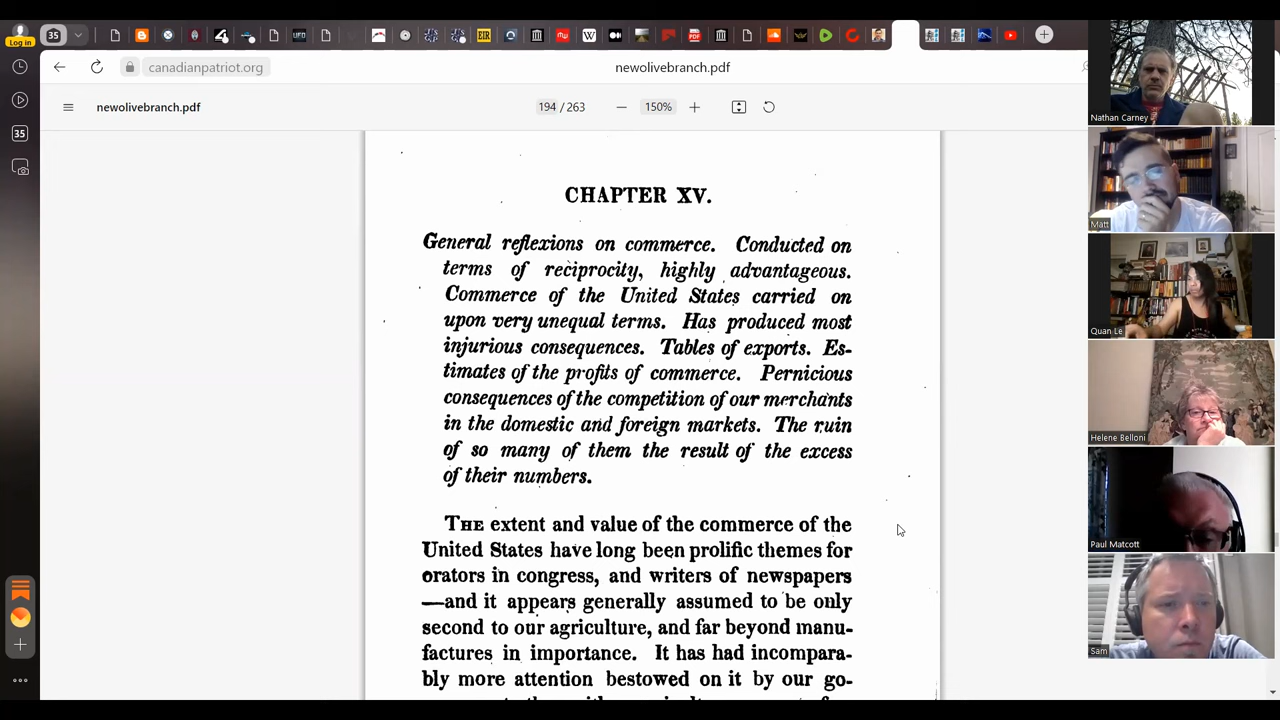 Log in
35
EIR
W
PDF
canadianpatriot.org
newolivebranch.pdf
35
newolivebranch.pdf
194 / 263
150%
CHAPTER XV.
General reflexions on commerce. Conducted on
terms of reciprocity, highly advantageous.
Commerce of the United States carried on
upon very unequal terms. Has produced most
injurious consequences. Tables of exports. Es-
timates of the profits of commerce. Pernicious
consequences of the competition of our merchants
in the domestic and foreign markets. The ruin
of so many of them the result of the excess
of their numbers.
THE extent and value of the commerce of the
United States have long been prolific themes for
orators in congress, and writers of newspapers
—and it appears generally assumed to be only
second to our agriculture, and far beyond manu-
factures in importance. It has had incompara-
bly more attention bestowed on it by our go-
Nathan Carney
Matt
Quan Le
Helene Belloni
Paul Matcott
Sam